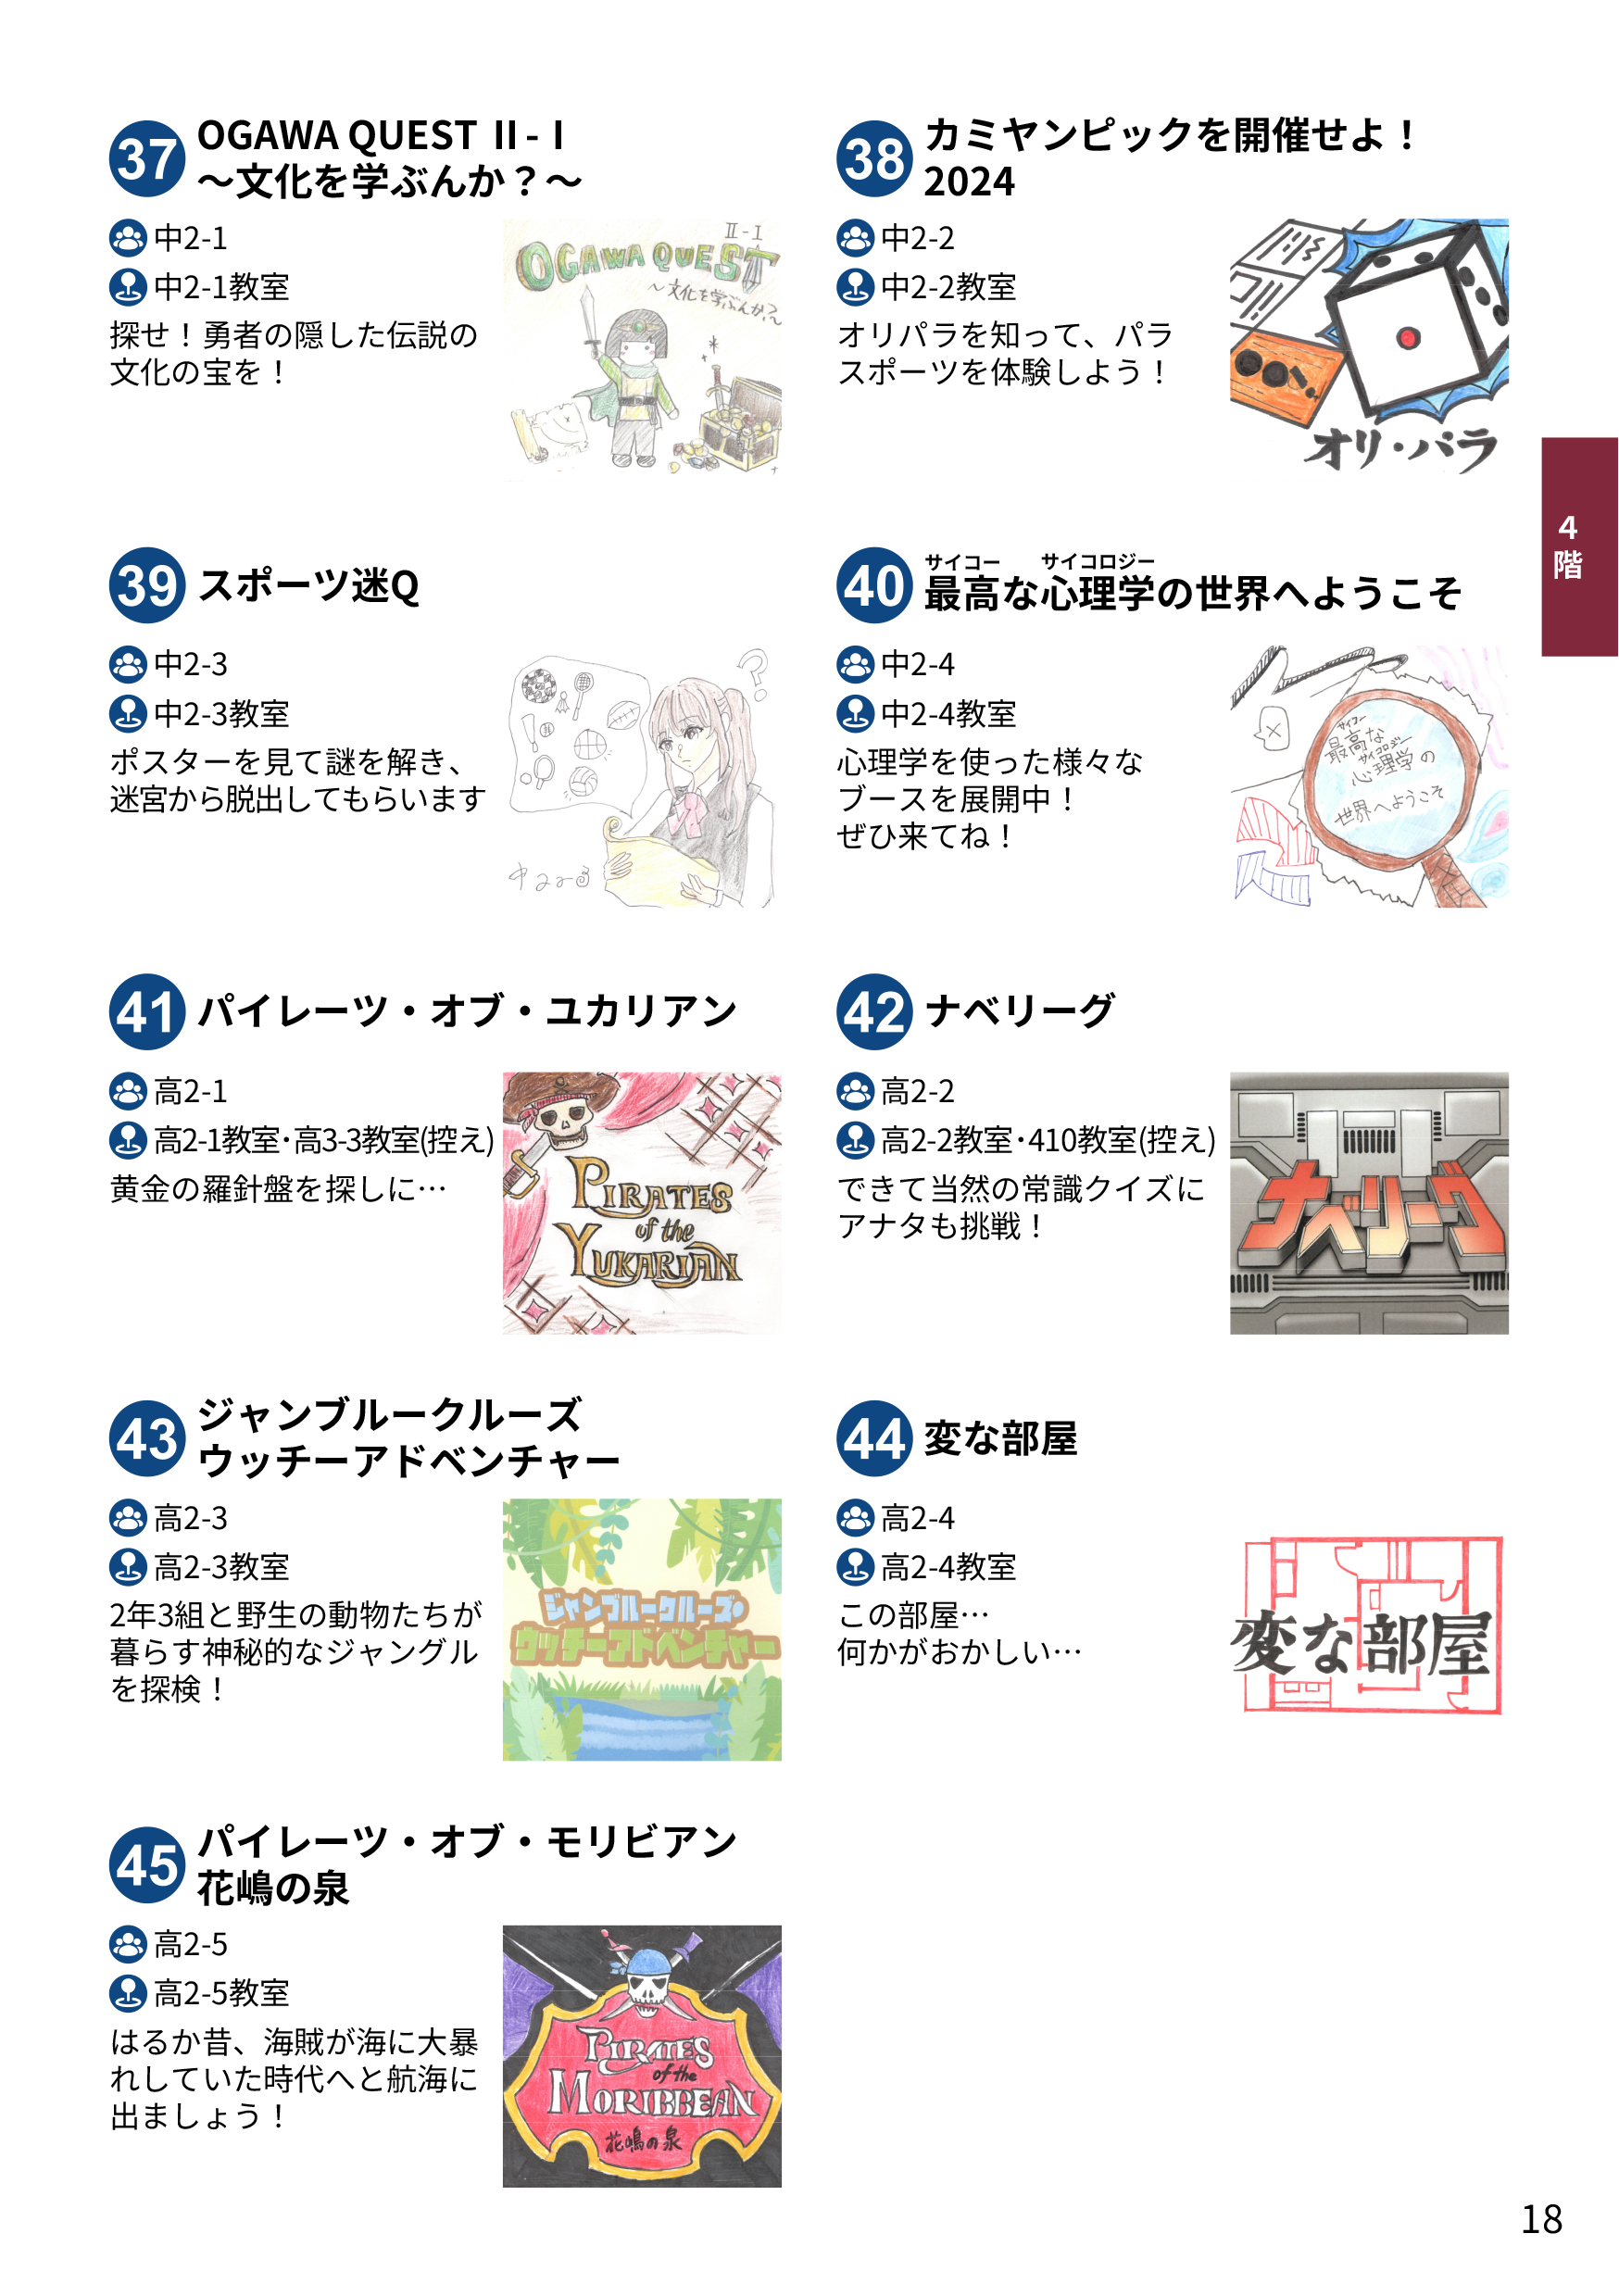 37
OGAWA QUEST Ⅱ-Ⅰ
～文化を学ぶんか？～
中2-1
中2-1教室
探せ！勇者の隠した伝説の
文化の宝を！
Ⅱ-Ⅰ
OGAWA QUEST
～文化を学ぶんか？～
38
カミヤンピックを開催せよ！
2024
中2-2
中2-2教室
オリパラを知って、パラ
スポーツを体験しよう！
オリ・パラ
4階
39
スポーツ迷Q
中2-3
中2-3教室
ポスターを見て謎を解き、
迷宮から脱出してもらいます
?
中2-3
40
サイコー サイコロジー
最高な心理学の世界へようこそ
中2-4
中2-4教室
心理学を使った様々な
ブースを展開中！
ぜひ来てね！
サイコー
最高な
サイコロジー
心理学の
世界へようこそ
41
パイレーツ・オブ・ユカリアン
高2-1
高2-1教室・高3-3教室(控え)
黄金の羅針盤を探しに…
PIRATES
of the
YUKARIAN
42
ナベリーグ
高2-2
高2-2教室・410教室(控え)
できて当然の常識クイズに
アナタも挑戦！
ナベリーグ
43
ジャンブルークルーズ
ウッチーアドベンチャー
高2-3
高2-3教室
2年3組と野生の動物たちが
暮らす神秘的なジャングル
を探検！
ジャンブルークルーズ・
ウッチーアドベンチャー
44
変な部屋
高2-4
高2-4教室
この部屋…
何かがおかしい…
変な部屋
45
パイレーツ・オブ・モリビアン
花嶋の泉
高2-5
高2-5教室
はるか昔、海賊が海に大暴
れしていた時代へと航海に
出ましょう！
PIRATES
of the
MORIBBEAN
花嶋の泉
18